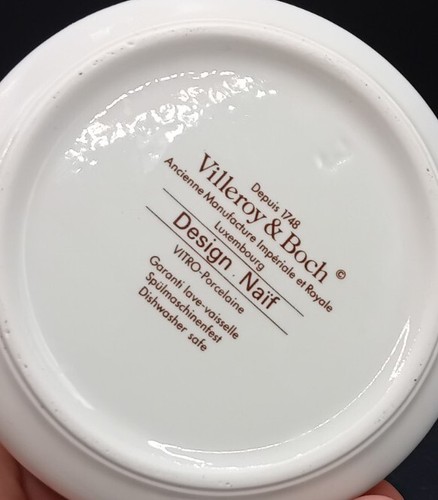 Depuis 1748
Villeroy & Boch ©
Ancienne Manufacture Impériale et Royale
Luxembourg
Design . Naïf
VITRO-Porcelaine
Garanti lave-vaisselle
Spülmaschinenfest
Dishwasher safe